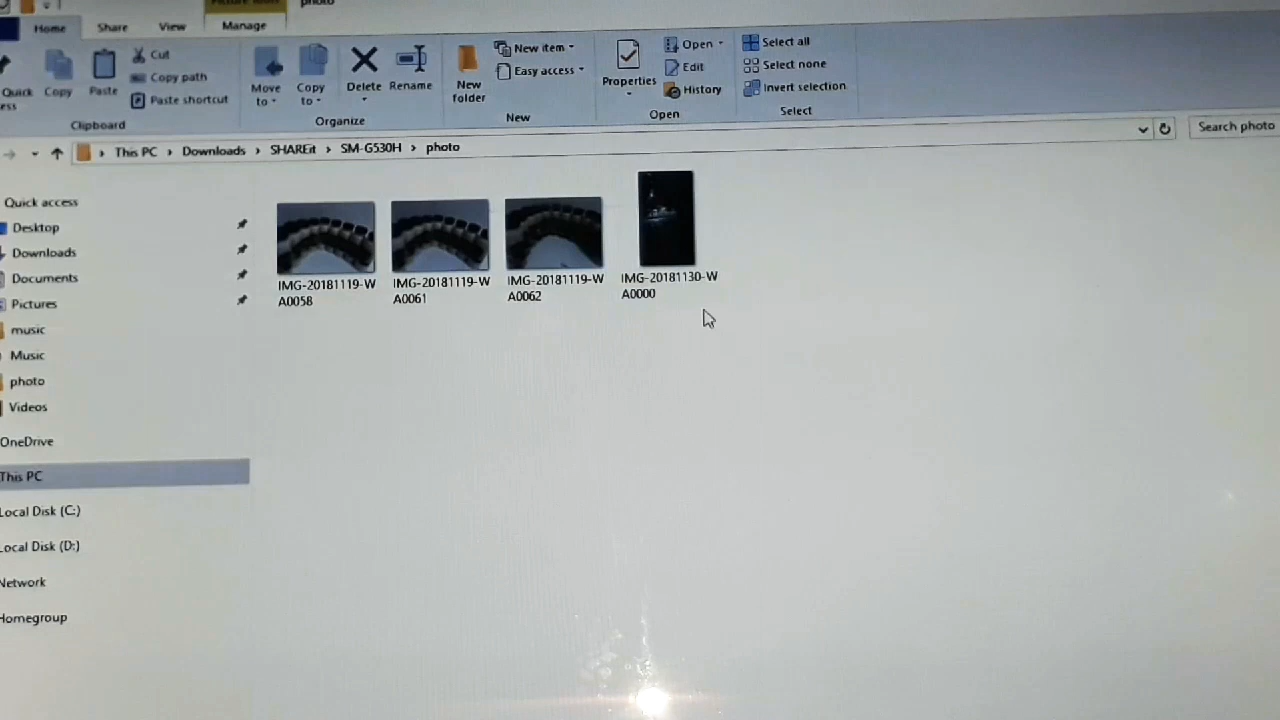 photo
Home Share View Manage
Cut
Copy path
Paste shortcut
Quick
Copy
Paste
Clipboard
Move to
Copy to
Delete
Rename
Organize
New folder
New item
Easy access
New
Properties
Open
Edit
History
Open
Select all
Select none
Invert selection
Select
This PC > Downloads > SHAREit > SM-G530H > photo
Search photo
Quick access
Desktop
Downloads
Documents
Pictures
music
Music
photo
Videos
OneDrive
This PC
Local Disk (C:)
Local Disk (D:)
Network
Homegroup
IMG-20181119-W
A0058
IMG-20181119-W
A0061
IMG-20181119-W
A0062
IMG-20181130-W
A0000